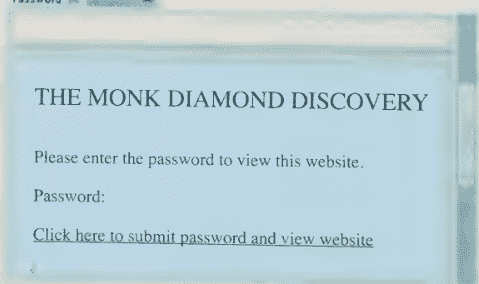 Password
THE MONK DIAMOND DISCOVERY
Please enter the password to view this website.
Password:
Click here to submit password and view website